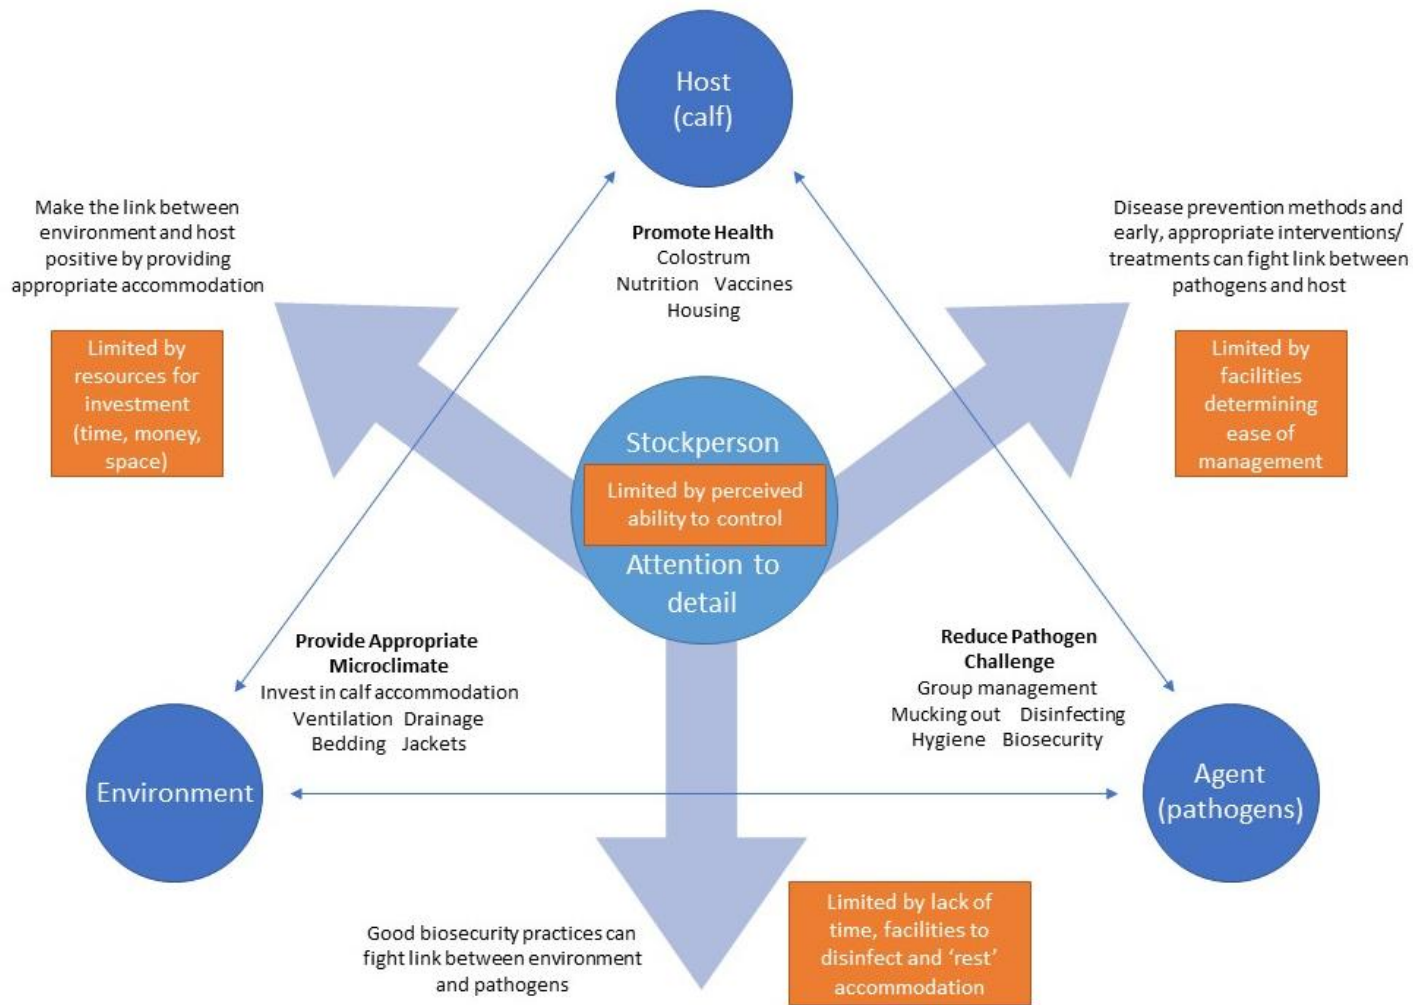 Host
(calf)
Make the link between
environment and host
positive by providing
appropriate accommodation
Promote Health
Colostrum
Nutrition Vaccines
Housing
Disease prevention methods and
early, appropriate interventions/
treatments can fight link between
pathogens and host
Limited by
resources for
investment
(time, money,
space)
Limited by
facilities
determining
ease of
management
Stockperson
Limited by perceived
ability to control
Attention to
detail
Provide Appropriate
Microclimate
Invest in calf accommodation
Ventilation Drainage
Bedding Jackets
Reduce Pathogen
Challenge
Group management
Mucking out Disinfecting
Hygiene Biosecurity
Environment
Agent
(pathogens)
Good biosecurity practices can
fight link between environment
and pathogens
Limited by lack of
time, facilities to
disinfect and ‘rest’
accommodation